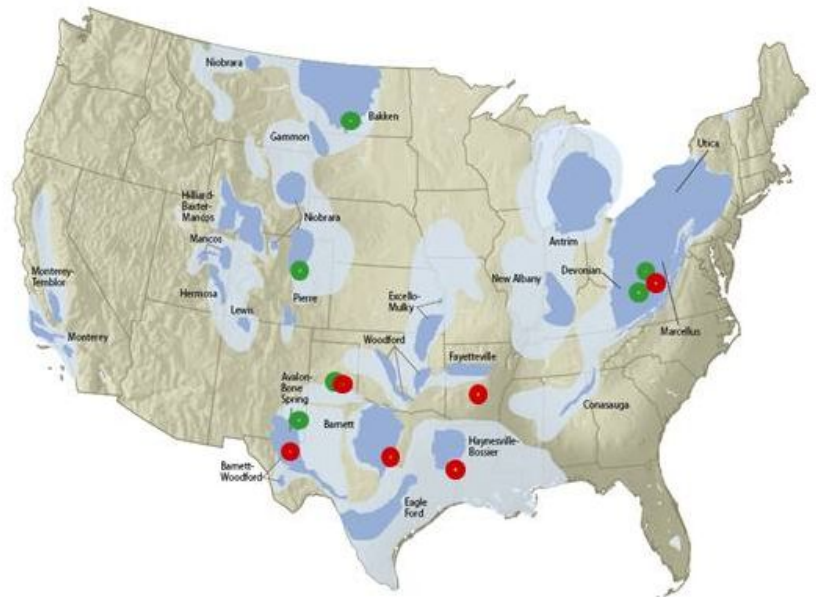 Niobrara
Bakken
Gammon
Utica
Hilliard-
Baxter-
Mancos
Niobrara
Mancos
Antrim
Monterey-
Temblor
Devonian
New Albany
Hermosa
Pierre
Excello-
Mulky
Lewis
Marcellus
Monterey
Woodford
Fayetteville
Avalon-
Bone
Spring
Conasauga
Barnett
Haynesville-
Bossier
Barnett-
Woodford
Eagle
Ford